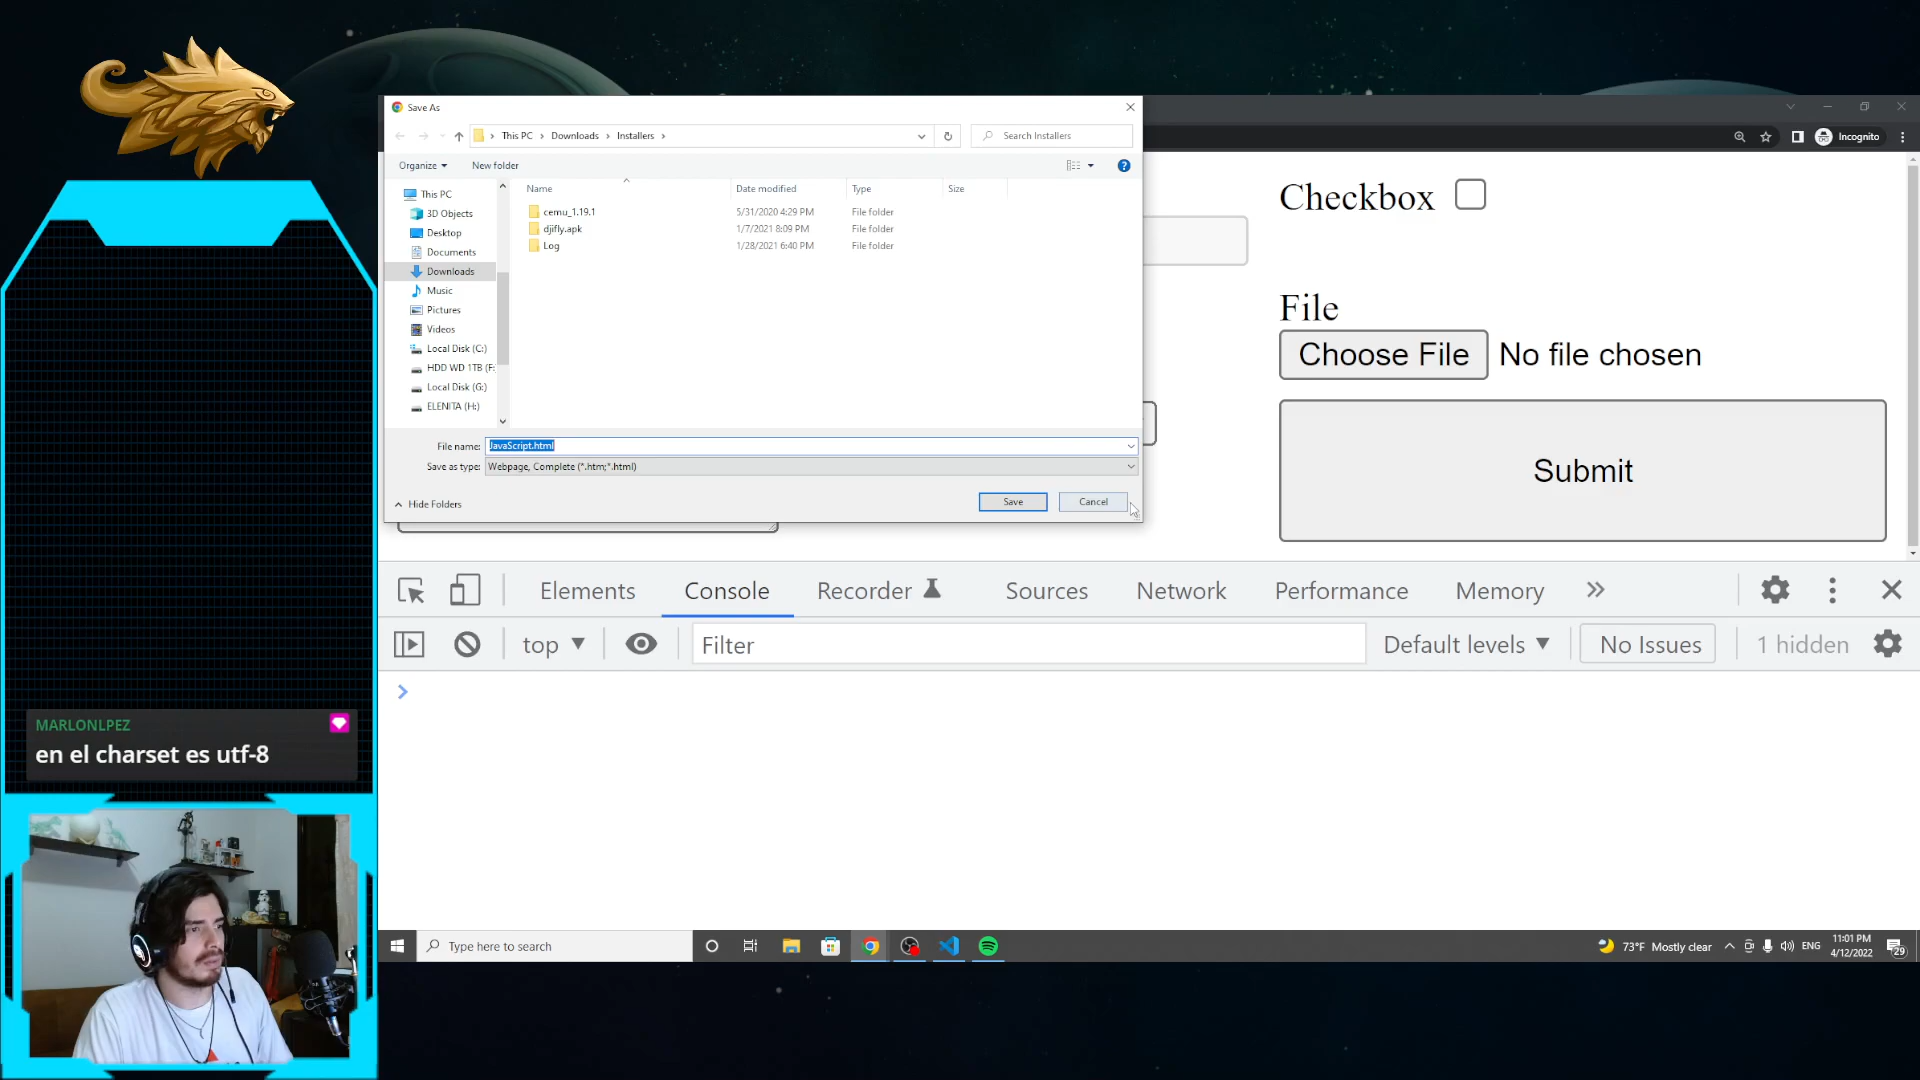 Save As
This PC
Downloads
Installers
Search Installers
Organize
New folder
Name
Date modified
Type
Size
This PC
3D Objects
Desktop
Documents
Downloads
Music
Pictures
Videos
Local Disk (C:)
HDD WD 1TB (F:
Local Disk (G:)
ELENITA (H:)
cemu_1.19.1
5/31/2020 4:29 PM
File folder
djifly.apk
1/7/2021 8:09 PM
File folder
Log
1/28/2021 6:40 PM
File folder
File name:
JavaScript.html
Save as type:
Webpage, Complete (*.htm;*.html)
Hide Folders
Save
Cancel
Incognito
Checkbox
File
Choose File
No file chosen
Submit
Elements
Console
Recorder
Sources
Network
Performance
Memory
top
Filter
Default levels
No Issues
1 hidden
MARLONLPEZ
en el charset es utf-8
Type here to search
73°F Mostly clear
ENG
11:01 PM
4/12/2022
29